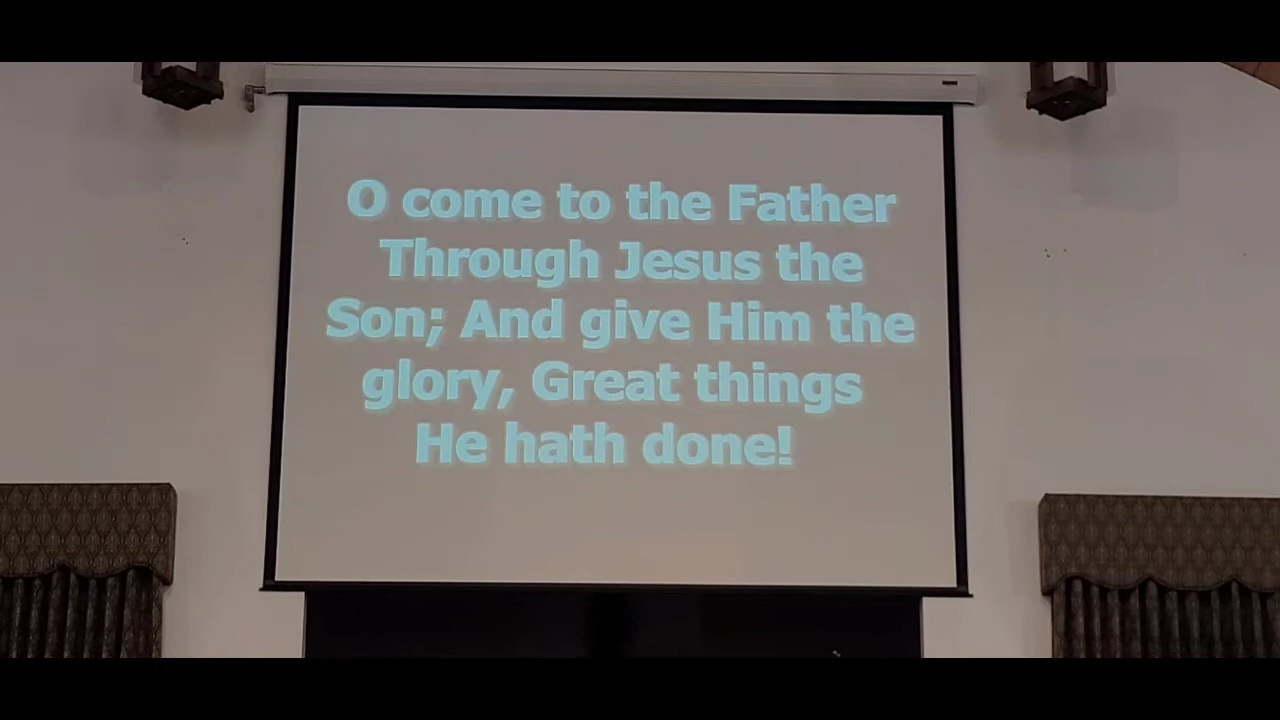 O come to the Father
Through Jesus the
Son; And give Him the
glory, Great things
He hath done!